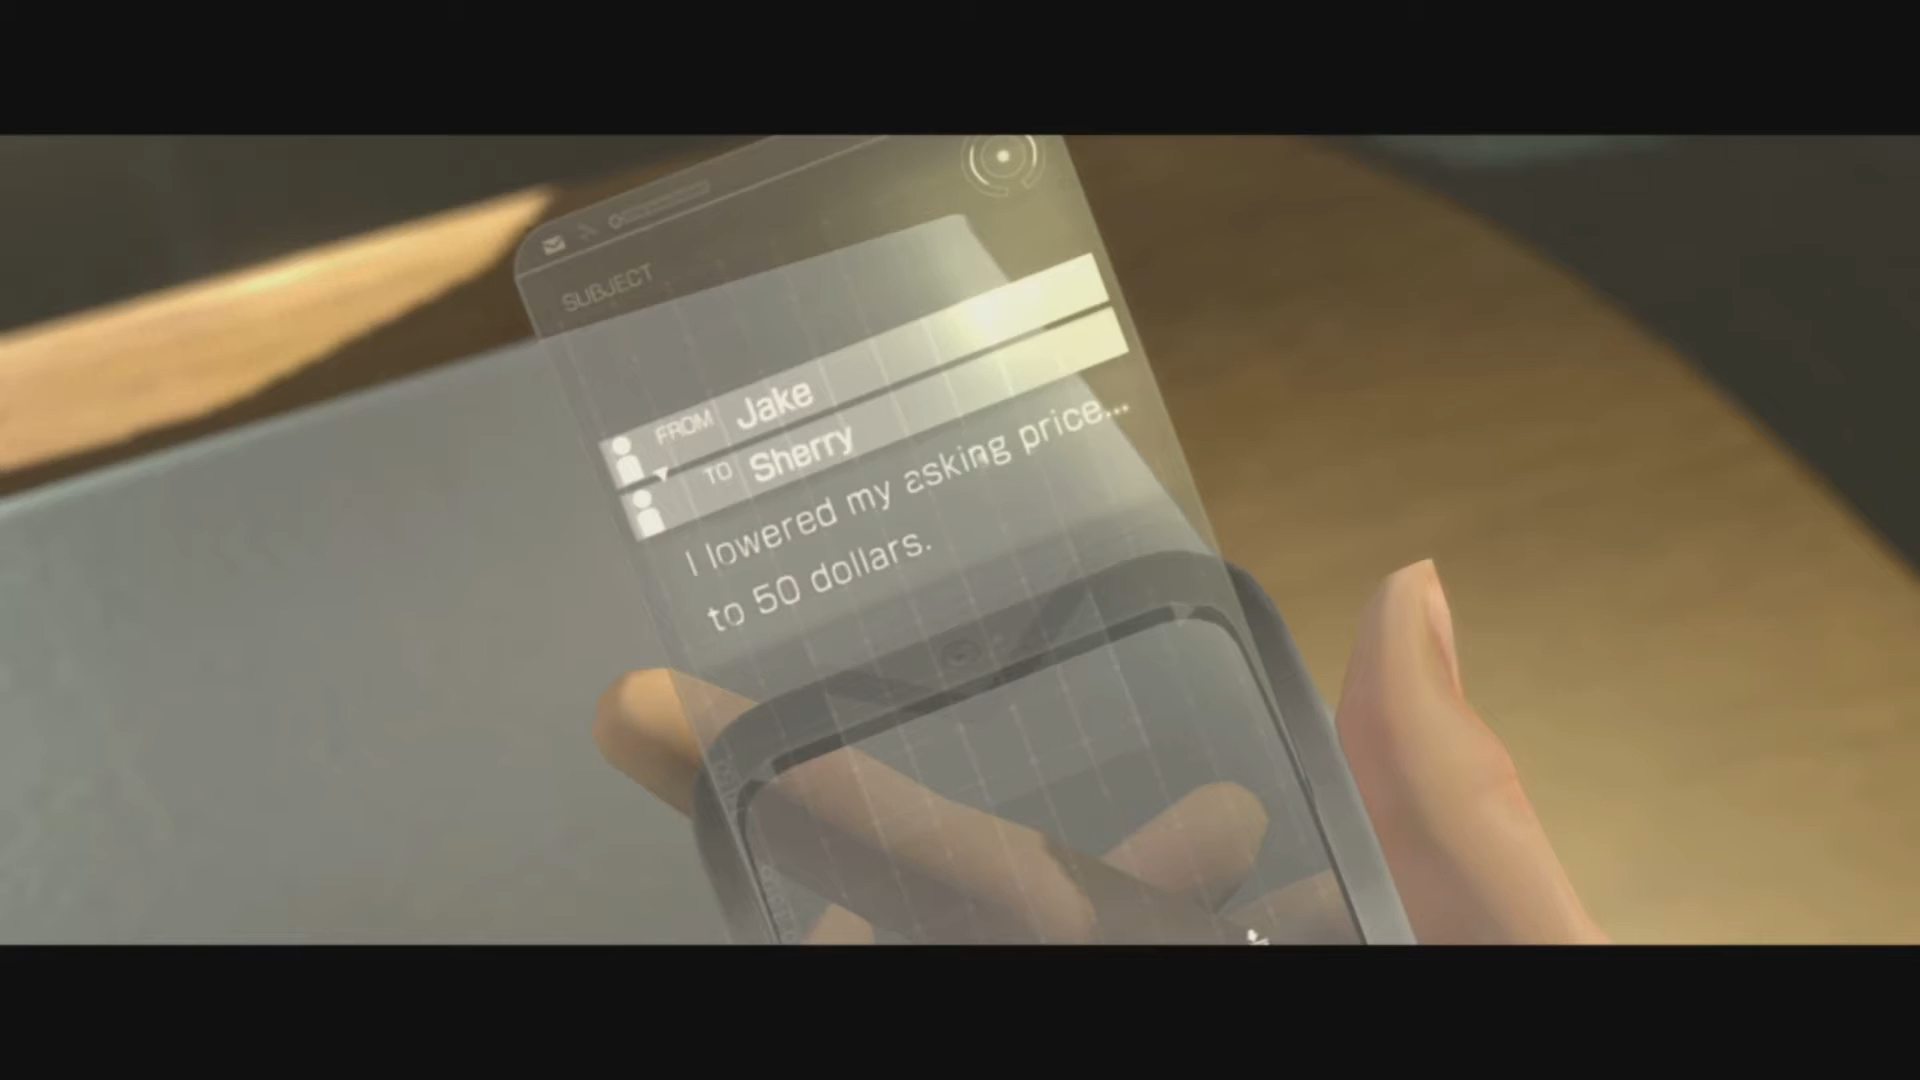 SUBJECT
FROM Jake
TO Sherry
I lowered my asking price...
to 50 dollars.